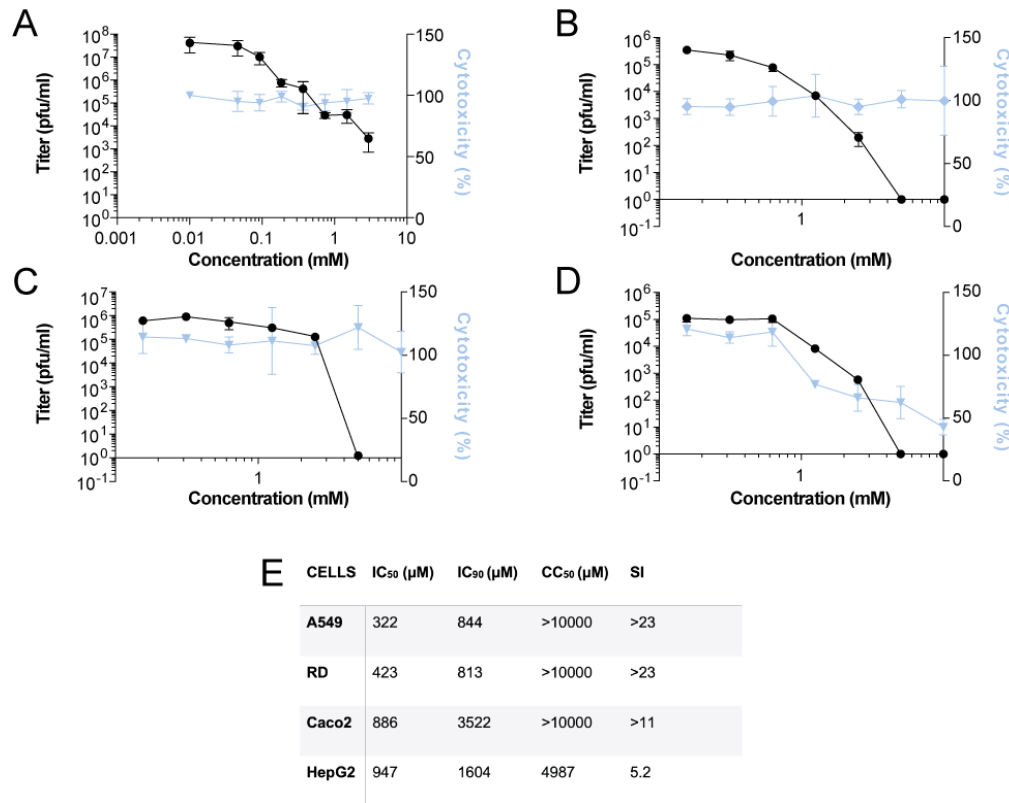 A
10⁸
10⁷
10⁶
10⁵
10⁴
10³
10²
10¹
10⁰
Titer (pfu/ml)
150
100
50
0
Cytotoxicity (%)
0.001
0.01
0.1
1
10
Concentration (mM)
B
10⁶
10⁵
10⁴
10³
10²
10¹
10⁰
10⁻¹
Titer (pfu/ml)
150
100
50
0
Cytotoxicity (%)
1
Concentration (mM)
C
10⁷
10⁶
10⁵
10⁴
10³
10²
10¹
10⁰
10⁻¹
Titer (pfu/ml)
150
100
50
0
Cytotoxicity (%)
1
Concentration (mM)
D
10⁶
10⁵
10⁴
10³
10²
10¹
10⁰
10⁻¹
Titer (pfu/ml)
150
100
50
0
Cytotoxicity (%)
1
Concentration (mM)
E
CELLS IC₅₀ (µM) IC₉₀ (µM) CC₅₀ (µM) SI
A549 322 844 >10000 >23
RD 423 813 >10000 >23
Caco2 886 3522 >10000 >11
HepG2 947 1604 4987 5.2